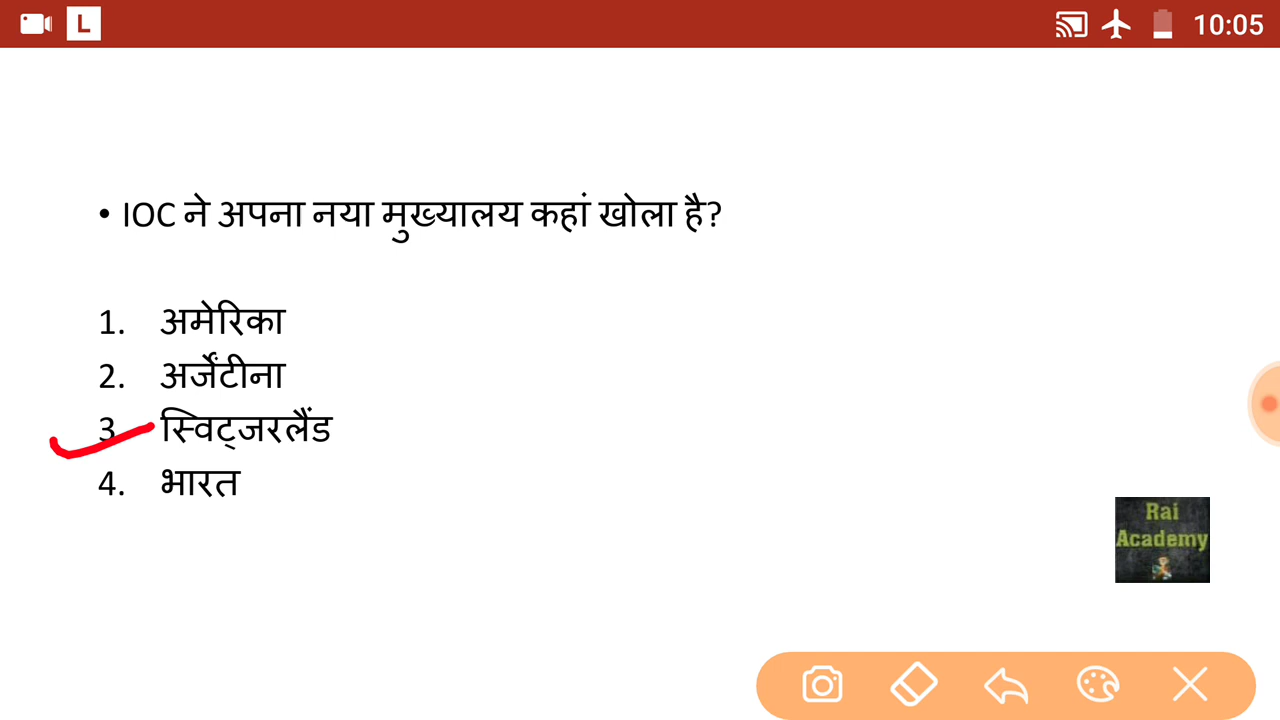 L 10:05
• IOC ने अपना नया मुख्यालय कहां खोला है?
1. अमेरिका
2. अर्जेंटीना
3. स्विट्जरलैंड
4. भारत
Rai
Academy